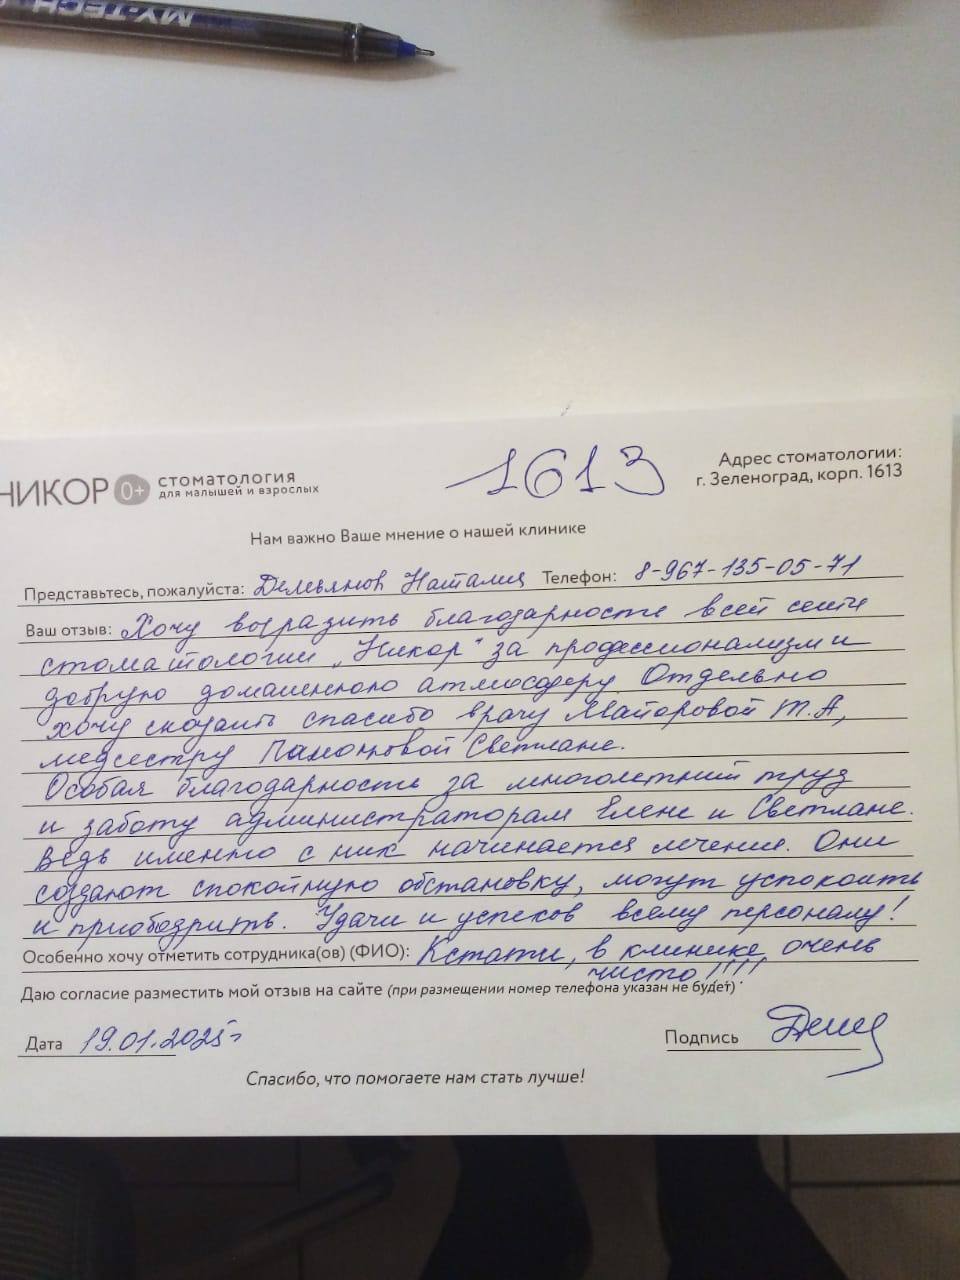 MY-TECH
НИКОР 0+ СТОМАТОЛОГИЯ
для малышей и взрослых
1613
Адрес стоматологии:
г. Зеленоград, корп. 1613
Нам важно Ваше мнение о нашей клинике
Представьтесь, пожалуйста: Демьянов Наталия Телефон: 8-967-135-05-71
Ваш отзыв: Хочу выразить благодарность всей семье
стоматологии „Никор" за профессионализм и
добрую домашнюю атмосферу. Отдельно
хочу сказать спасибо врачу Майоровой Т.А,
медсестру Светлане.
Особая благодарность за многолетний труд
и заботу администраторам Елене и Светлане.
Ведь именно с них начинается лечения. Они
создают спокойную обстановку, могут успокоить
и приободрить. Удачи и успехов всему персоналу!
Особенно хочу отметить сотрудника(ов) (ФИО): Кстати, в клинике, очень
чисто!!!!
Даю согласие разместить мой отзыв на сайте (при размещении номер телефона указан не будет)
Дата 19.01.2025г
Подпись
Спасибо, что помогаете нам стать лучше!